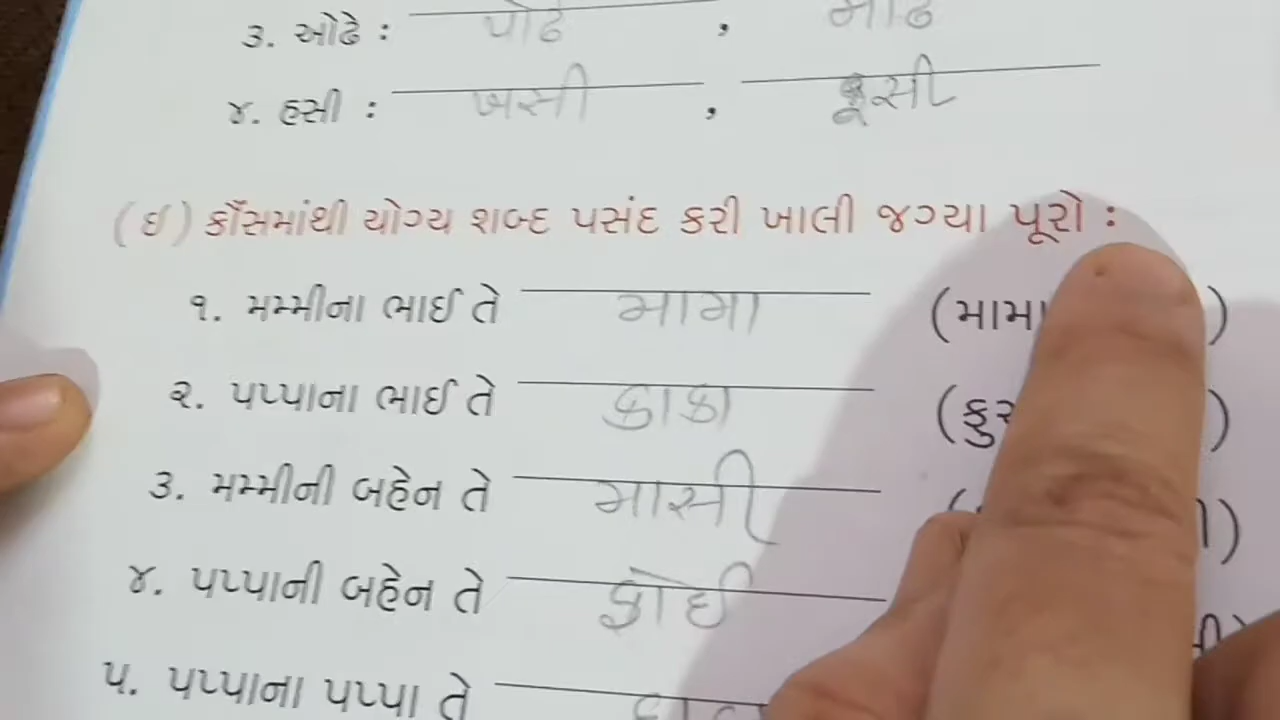 ૩. ઓઢે : પોઢે , મોઢે
૪. હસી : ખસી , ફૂસી
(ઈ) કૌંસમાંથી યોગ્ય શબ્દ પસંદ કરી ખાલી જગ્યા પૂરો :
૧. મમ્મીના ભાઈ તે મામા (મામા )
૨. પપ્પાના ભાઈ તે કાકા ( )
૩. મમ્મીની બહેન તે માસી ( )
૪. પપ્પાની બહેન તે ફોઈ
૫. પપ્પાના પપ્પા તે